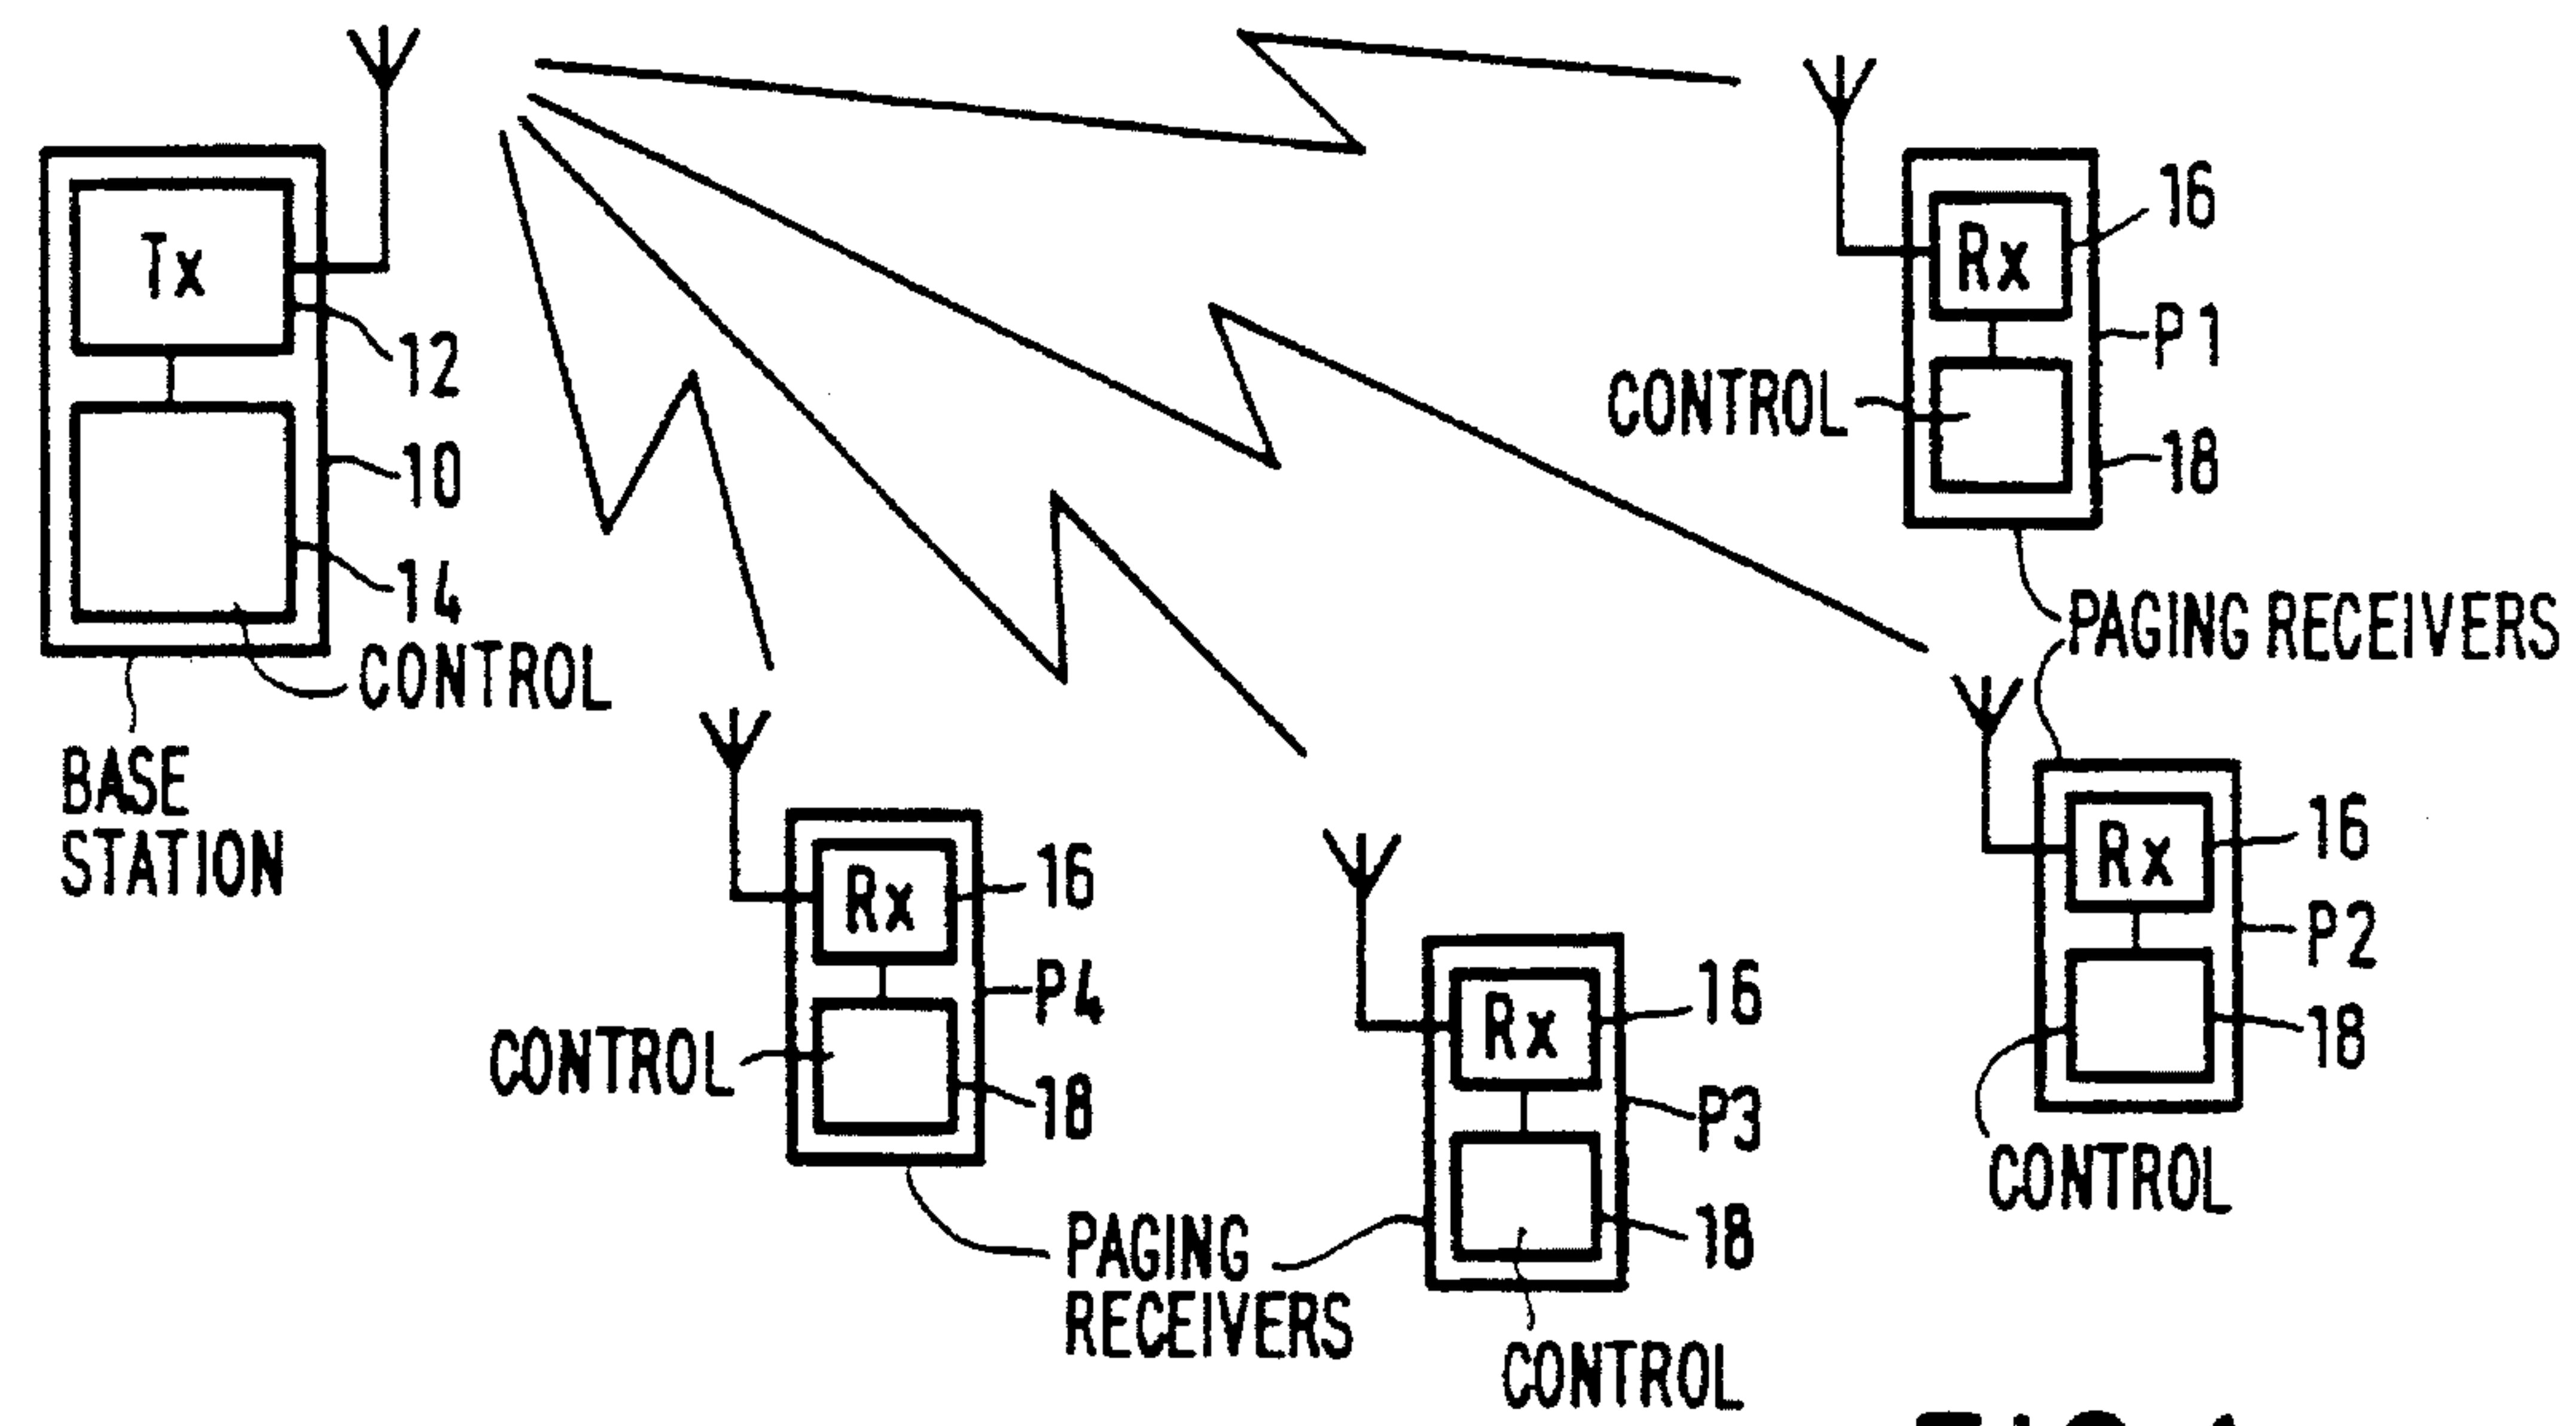 Tx
12
10
14
CONTROL
BASE
STATION
Rx
16
P1
CONTROL
18
PAGING RECEIVERS
Rx
16
P2
18
CONTROL
Rx
16
P4
CONTROL
18
PAGING
RECEIVERS
Rx
16
P3
18
CONTROL